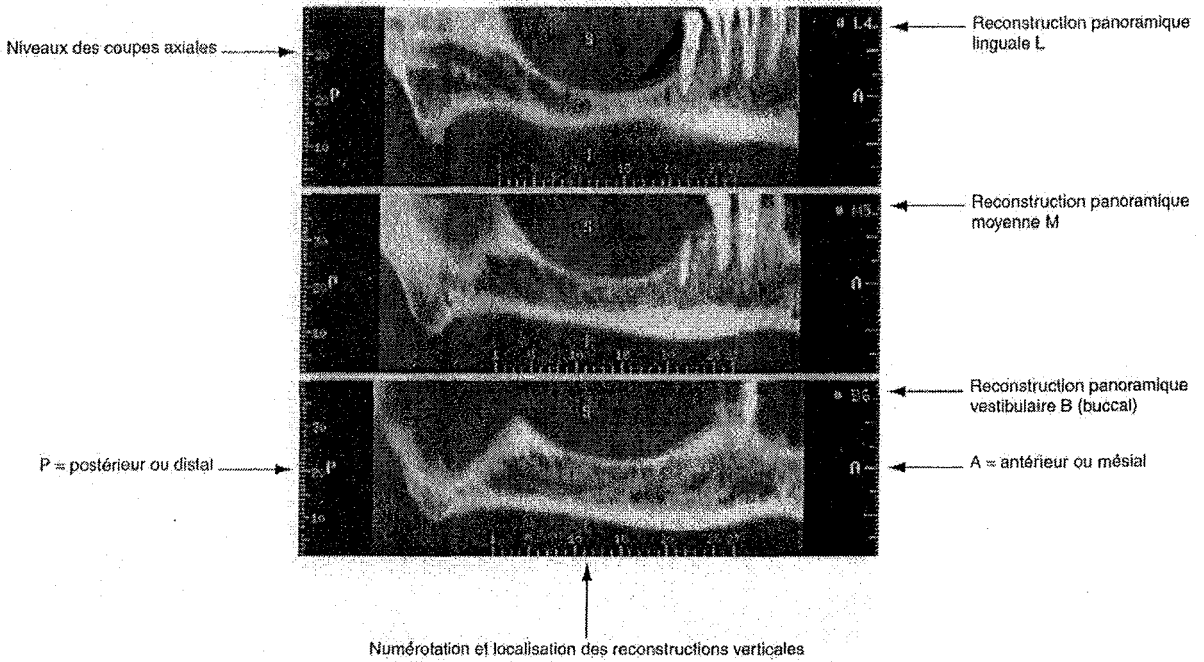 Niveaux des coupes axiales
Reconstruction panoramique
linguale L
S
P
A
Reconstruction panoramique
moyenne M
S
P
A
Reconstruction panoramique
vestibulaire B (buccal)
S
P = postérieur ou distal
P
A
A = antérieur ou mésial
Numérotation et localisation des reconstructions verticales